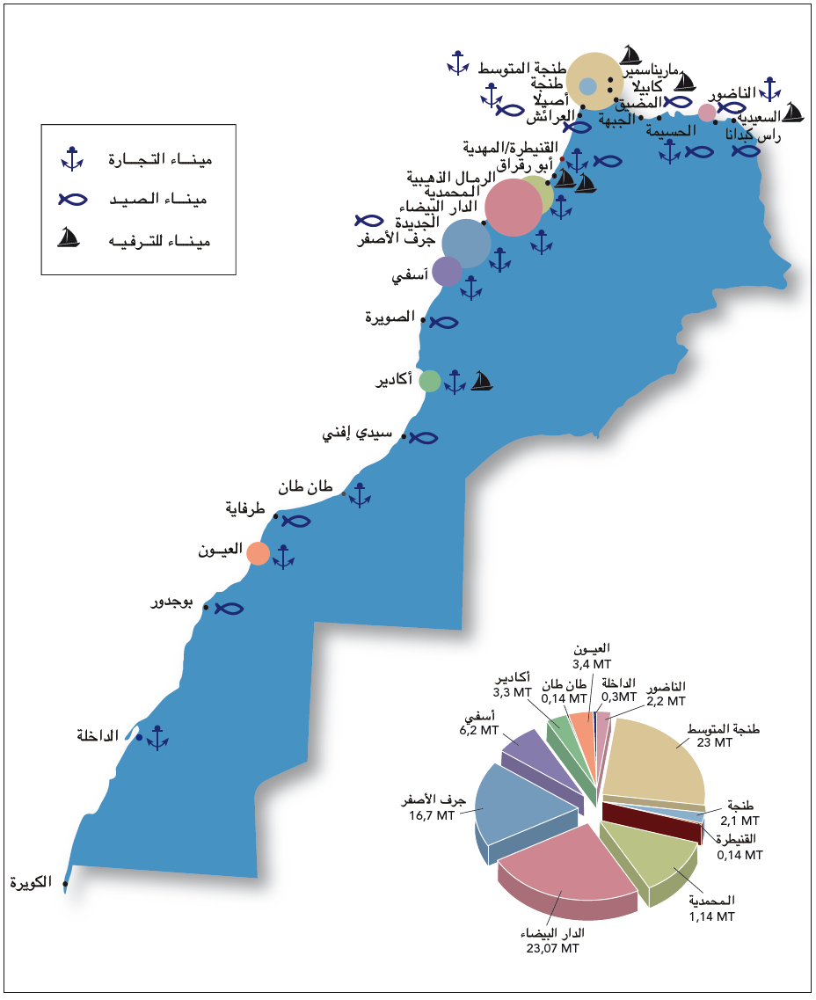 طنجة المتوسط
طنجة
أصيلا
العرائش
ماريناسمير
كابيلا
المضيق
الجبهة
الحسيمة
الناضور
السعيدية
راس كبدانا
القنيطرة/المهدية
أبو رقراق
الرمال الذهبية
المحمدية
الدار البيضاء
الجديدة
جرف الأصفر
آسفي
الصويرة
أكادير
سيدي إفني
طان طان
طرفاية
العيون
بوجدور
الداخلة
الكويرة
ميناء التجارة
ميناء الصيد
ميناء للترفيه
العيون
3,4 MT
أكادير
3,3 MT
طان طان
0,14 MT
الداخلة
0,3MT
الناضور
2,2 MT
أسفي
6,2 MT
طنجة المتوسط
23 MT
جرف الأصفر
16,7 MT
طنجة
2,1 MT
القنيطرة
0,14 MT
المحمدية
1,14 MT
الدار البيضاء
23,07 MT